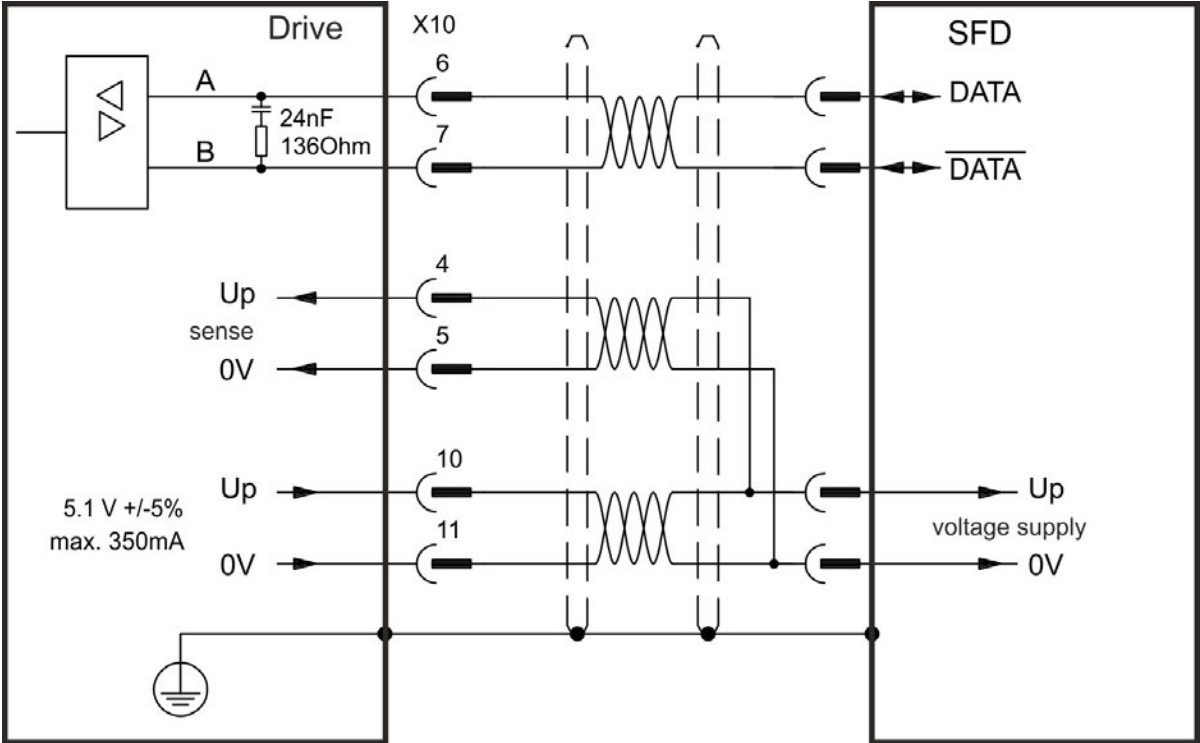 Drive
X10
SFD
6
A
DATA
24nF
136Ohm
7
B
DATA
4
Up
sense
5
0V
10
Up
Up
5.1 V +/-5%
max. 350mA
voltage supply
11
0V
0V